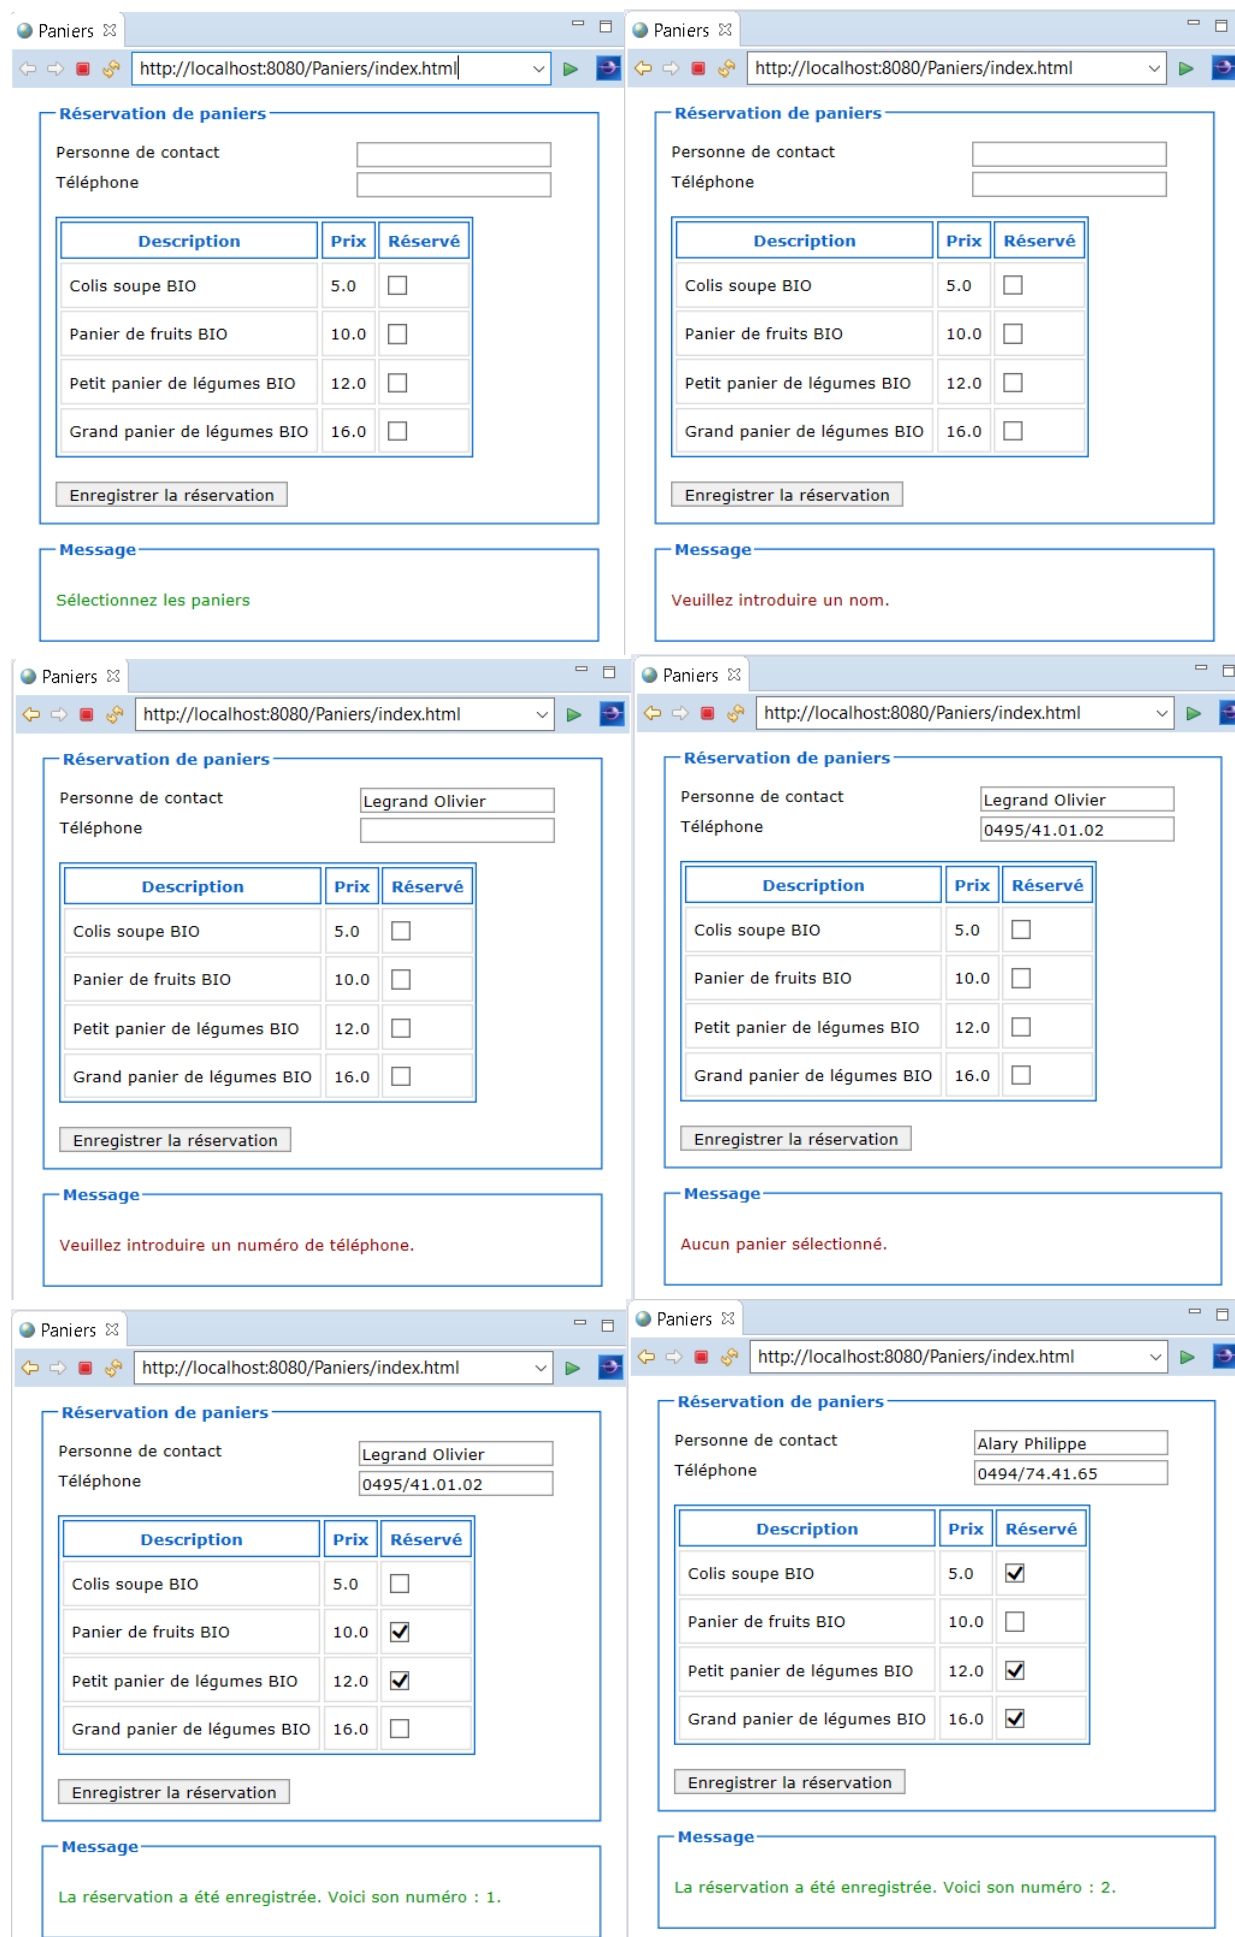 Paniers
http://localhost:8080/Paniers/index.html
Réservation de paniers
Personne de contact
Téléphone
Description Prix Réservé
Colis soupe BIO 5.0
Panier de fruits BIO 10.0
Petit panier de légumes BIO 12.0
Grand panier de légumes BIO 16.0
Enregistrer la réservation
Message
Sélectionnez les paniers
Paniers
http://localhost:8080/Paniers/index.html
Réservation de paniers
Personne de contact
Téléphone
Description Prix Réservé
Colis soupe BIO 5.0
Panier de fruits BIO 10.0
Petit panier de légumes BIO 12.0
Grand panier de légumes BIO 16.0
Enregistrer la réservation
Message
Veuillez introduire un nom.
Paniers
http://localhost:8080/Paniers/index.html
Réservation de paniers
Personne de contact Legrand Olivier
Téléphone
Description Prix Réservé
Colis soupe BIO 5.0
Panier de fruits BIO 10.0
Petit panier de légumes BIO 12.0
Grand panier de légumes BIO 16.0
Enregistrer la réservation
Message
Veuillez introduire un numéro de téléphone.
Paniers
http://localhost:8080/Paniers/index.html
Réservation de paniers
Personne de contact Legrand Olivier
Téléphone 0495/41.01.02
Description Prix Réservé
Colis soupe BIO 5.0
Panier de fruits BIO 10.0
Petit panier de légumes BIO 12.0
Grand panier de légumes BIO 16.0
Enregistrer la réservation
Message
Aucun panier sélectionné.
Paniers
http://localhost:8080/Paniers/index.html
Réservation de paniers
Personne de contact Legrand Olivier
Téléphone 0495/41.01.02
Description Prix Réservé
Colis soupe BIO 5.0
Panier de fruits BIO 10.0
Petit panier de légumes BIO 12.0
Grand panier de légumes BIO 16.0
Enregistrer la réservation
Message
La réservation a été enregistrée. Voici son numéro : 1.
Paniers
http://localhost:8080/Paniers/index.html
Réservation de paniers
Personne de contact Alary Philippe
Téléphone 0494/74.41.65
Description Prix Réservé
Colis soupe BIO 5.0
Panier de fruits BIO 10.0
Petit panier de légumes BIO 12.0
Grand panier de légumes BIO 16.0
Enregistrer la réservation
Message
La réservation a été enregistrée. Voici son numéro : 2.